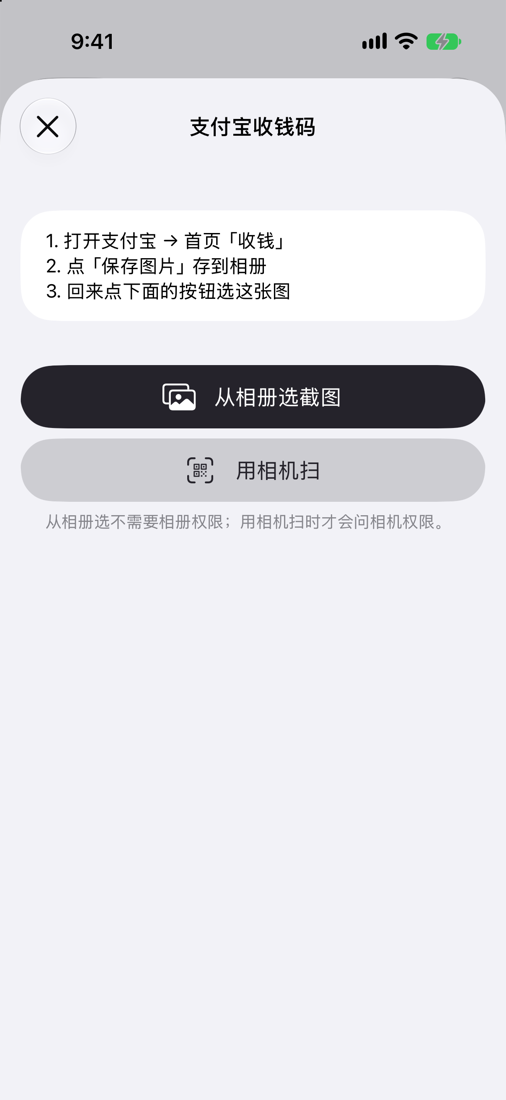 9:41
支付宝收钱码
1. 打开支付宝 → 首页「收钱」
2. 点「保存图片」存到相册
3. 回来点下面的按钮选这张图
从相册选截图
用相机扫
从相册选不需要相册权限；用相机扫时才会问相机权限。